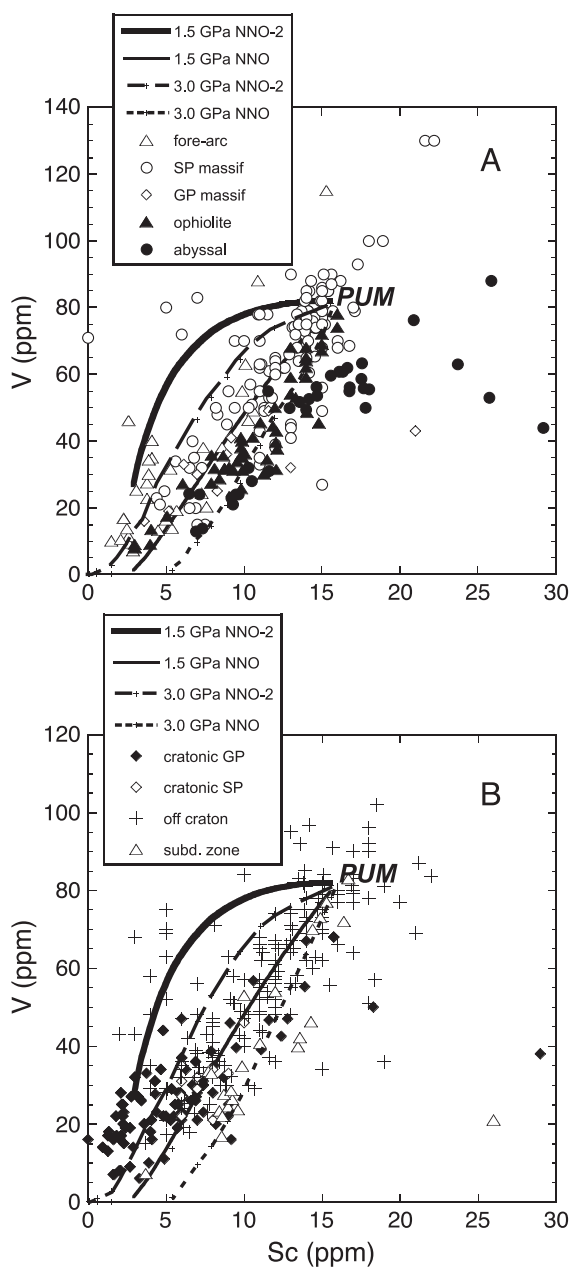 1.5 GPa NNO-2
1.5 GPa NNO
3.0 GPa NNO-2
3.0 GPa NNO
fore-arc
SP massif
GP massif
ophiolite
abyssal
A
PUM
V (ppm)
140
120
100
80
60
40
20
0
0 5 10 15 20 25 30
1.5 GPa NNO-2
1.5 GPa NNO
3.0 GPa NNO-2
3.0 GPa NNO
cratonic GP
cratonic SP
off craton
subd. zone
B
PUM
V (ppm)
120
100
80
60
40
20
0
0 5 10 15 20 25 30
Sc (ppm)